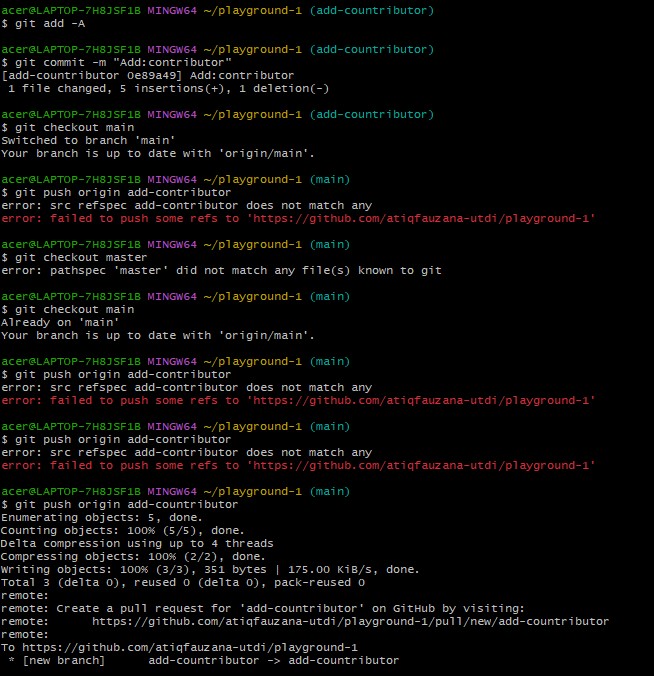 acer@LAPTOP-7H8JSF1B MINGW64 ~/playground-1 (add-countributor)
$ git add -A
acer@LAPTOP-7H8JSF1B MINGW64 ~/playground-1 (add-countributor)
$ git commit -m "Add:contributor"
[add-countributor 0e89a49] Add:contributor
1 file changed, 5 insertions(+), 1 deletion(-)
acer@LAPTOP-7H8JSF1B MINGW64 ~/playground-1 (add-countributor)
$ git checkout main
Switched to branch 'main'
Your branch is up to date with 'origin/main'.
acer@LAPTOP-7H8JSF1B MINGW64 ~/playground-1 (main)
$ git push origin add-contributor
error: src refspec add-contributor does not match any
error: failed to push some refs to 'https://github.com/atiqfauzana-utdi/playground-1'
acer@LAPTOP-7H8JSF1B MINGW64 ~/playground-1 (main)
$ git checkout master
error: pathspec 'master' did not match any file(s) known to git
acer@LAPTOP-7H8JSF1B MINGW64 ~/playground-1 (main)
$ git checkout main
Already on 'main'
Your branch is up to date with 'origin/main'.
acer@LAPTOP-7H8JSF1B MINGW64 ~/playground-1 (main)
$ git push origin add-contributor
error: src refspec add-contributor does not match any
error: failed to push some refs to 'https://github.com/atiqfauzana-utdi/playground-1'
acer@LAPTOP-7H8JSF1B MINGW64 ~/playground-1 (main)
$ git push origin add-contributor
error: src refspec add-contributor does not match any
error: failed to push some refs to 'https://github.com/atiqfauzana-utdi/playground-1'
acer@LAPTOP-7H8JSF1B MINGW64 ~/playground-1 (main)
$ git push origin add-countributor
Enumerating objects: 5, done.
Counting objects: 100% (5/5), done.
Delta compression using up to 4 threads
Compressing objects: 100% (2/2), done.
Writing objects: 100% (3/3), 351 bytes | 175.00 KiB/s, done.
Total 3 (delta 0), reused 0 (delta 0), pack-reused 0
remote:
remote: Create a pull request for 'add-countributor' on GitHub by visiting:
remote:      https://github.com/atiqfauzana-utdi/playground-1/pull/new/add-countributor
remote:
To https://github.com/atiqfauzana-utdi/playground-1
* [new branch]      add-countributor -> add-countributor